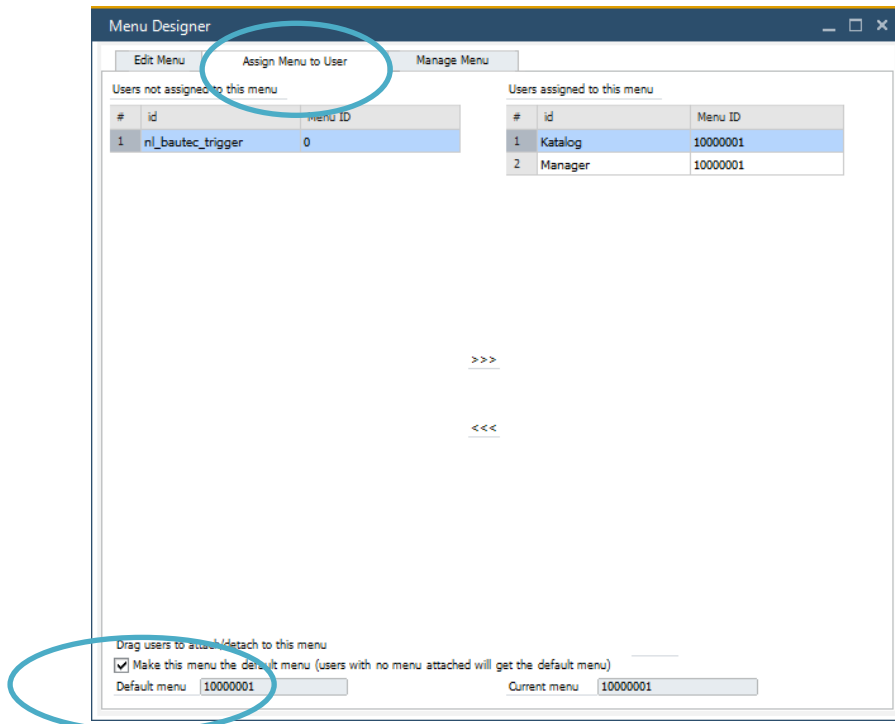 Menu Designer
Edit Menu Assign Menu to User Manage Menu
Users not assigned to this menu Users assigned to this menu
# id Menu ID # id Menu ID
1 nl_bautec_trigger 0 1 Katalog 10000001
2 Manager 10000001
>>>
<<<
Drag users to attach/detach to this menu
Make this menu the default menu (users with no menu attached will get the default menu)
Default menu 10000001 Current menu 10000001